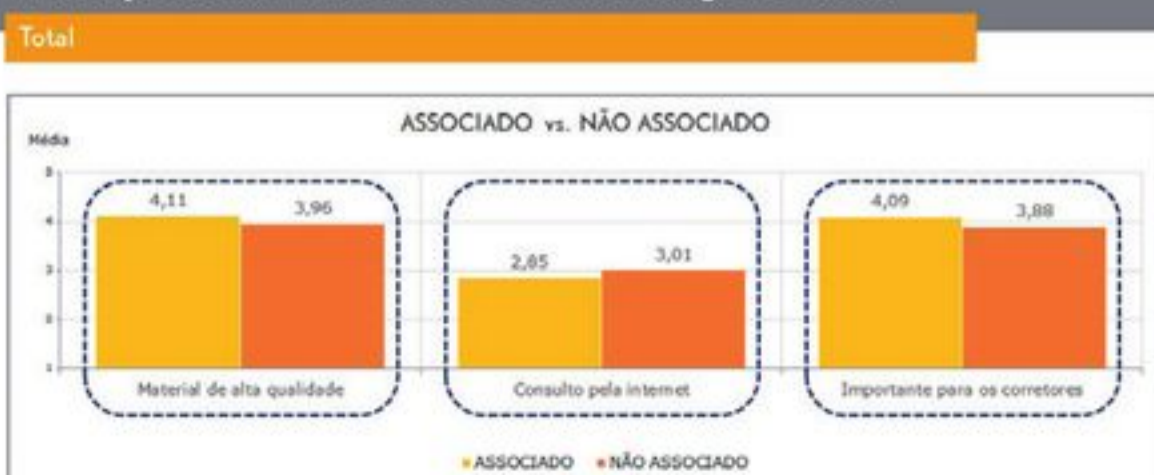 Total
ASSOCIADO vs. NÃO ASSOCIADO
Média
5
4,11 3,96 2,85 3,01 4,09 3,88
4
3
2
1
Material de alta qualidade Consulto pela internet Importante para os corretores
ASSOCIADO NÃO ASSOCIADO